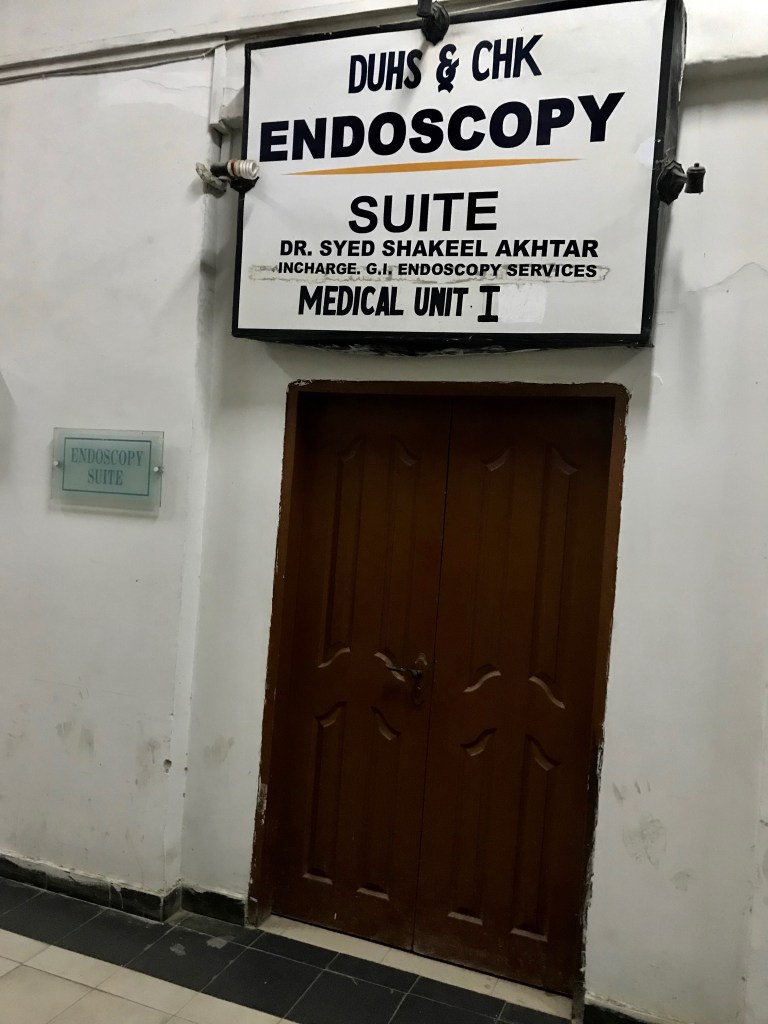 DUHS & CHK
ENDOSCOPY
SUITE
DR. SYED SHAKEEL AKHTAR
INCHARGE. G.I. ENDOSCOPY SERVICES
MEDICAL UNIT I
ENDOSCOPY
SUITE